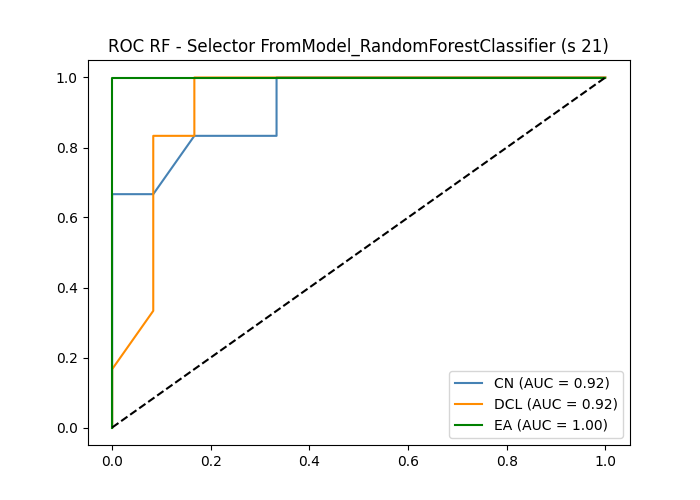 ROC RF - Selector FromModel_RandomForestClassifier (s 21)
1.0
0.8
0.6
0.4
0.2
0.0
CN (AUC = 0.92)
DCL (AUC = 0.92)
EA (AUC = 1.00)
0.0 0.2 0.4 0.6 0.8 1.0